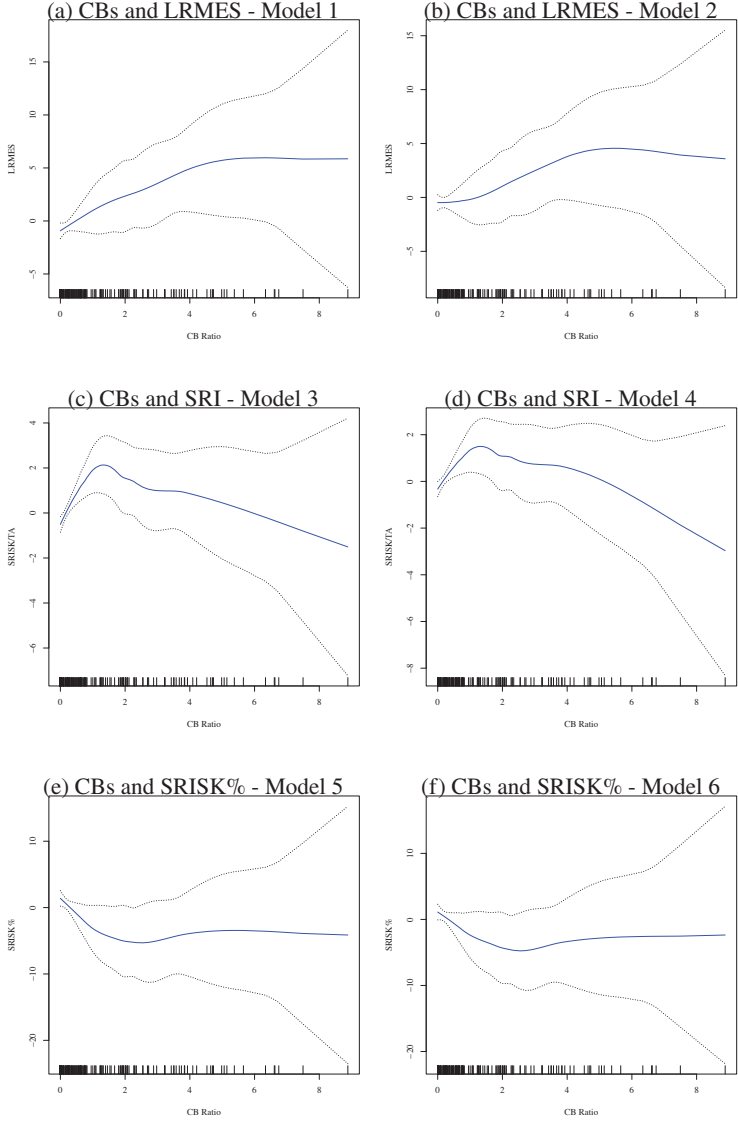 (a) CBs and LRMES - Model 1
LRMES
15
10
5
0
−5
0 2 4 6 8
CB Ratio
(b) CBs and LRMES - Model 2
LRMES
15
10
5
0
−5
0 2 4 6 8
CB Ratio
(c) CBs and SRI - Model 3
SRISK/TA
4
2
0
−2
−4
−6
0 2 4 6 8
CB Ratio
(d) CBs and SRI - Model 4
SRISK/TA
2
0
−2
−4
−6
−8
0 2 4 6 8
CB Ratio
(e) CBs and SRISK% - Model 5
SRISK%
10
0
−10
−20
0 2 4 6 8
CB Ratio
(f) CBs and SRISK% - Model 6
SRISK%
10
0
−10
−20
0 2 4 6 8
CB Ratio